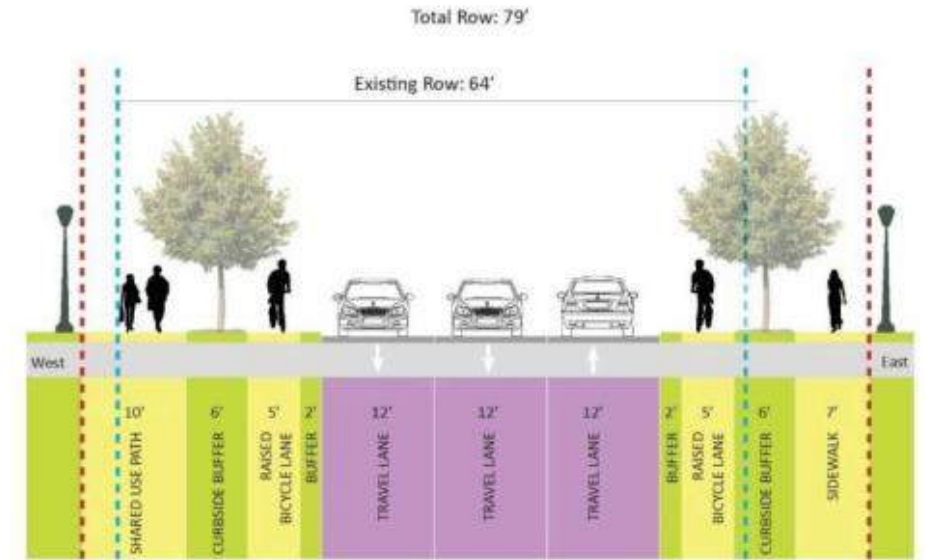 Total Row: 79'
Existing Row: 64'
West
East
10'
SHARED USE PATH
6'
CURBSIDE BUFFER
5'
RAISED
BICYCLE LANE
2'
BUFFER
12'
TRAVEL LANE
12'
TRAVEL LANE
12'
TRAVEL LANE
2'
BUFFER
5'
RAISED
BICYCLE LANE
6'
CURBSIDE BUFFER
7'
SIDEWALK